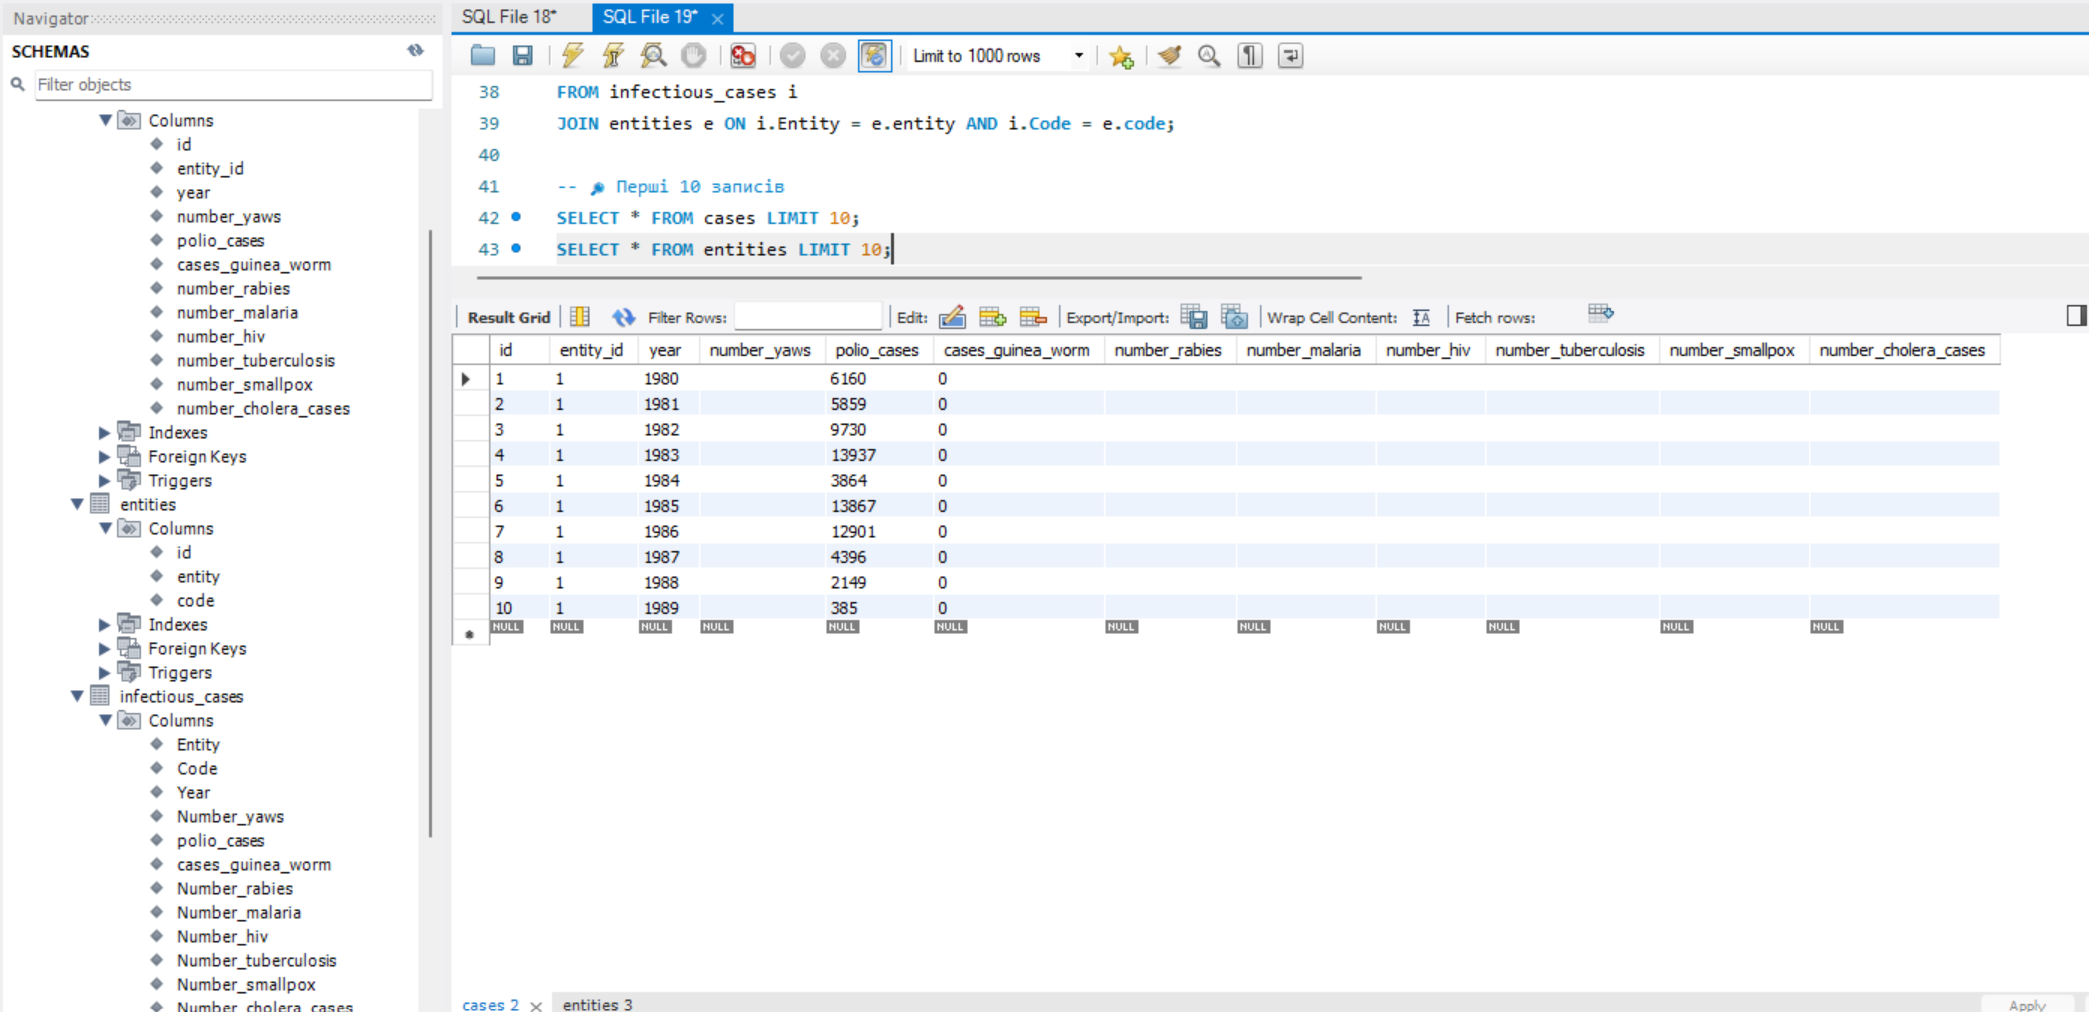 Navigator
SCHEMAS
Filter objects
Columns
id
entity_id
year
number_yaws
polio_cases
cases_guinea_worm
number_rabies
number_malaria
number_hiv
number_tuberculosis
number_smallpox
number_cholera_cases
Indexes
Foreign Keys
Triggers
entities
Columns
id
entity
code
Indexes
Foreign Keys
Triggers
infectious_cases
Columns
Entity
Code
Year
Number_yaws
polio_cases
cases_guinea_worm
Number_rabies
Number_malaria
Number_hiv
Number_tuberculosis
Number_smallpox
Number_cholera_cases
SQL File 18* SQL File 19*
Limit to 1000 rows
38 FROM infectious_cases i
39 JOIN entities e ON i.Entity = e.entity AND i.Code = e.code;
40
41 -- Перші 10 записів
42 SELECT * FROM cases LIMIT 10;
43 SELECT * FROM entities LIMIT 10;
Result Grid Filter Rows: Edit: Export/Import: Wrap Cell Content: IA Fetch rows:
id entity_id year number_yaws polio_cases cases_guinea_worm number_rabies number_malaria number_hiv number_tuberculosis number_smallpox number_cholera_cases
1 1 1980 6160 0
2 1 1981 5859 0
3 1 1982 9730 0
4 1 1983 13937 0
5 1 1984 3864 0
6 1 1985 13867 0
7 1 1986 12901 0
8 1 1987 4396 0
9 1 1988 2149 0
10 1 1989 385 0
NULL NULL NULL NULL NULL NULL NULL NULL NULL NULL NULL NULL
cases 2 entities 3 Apply